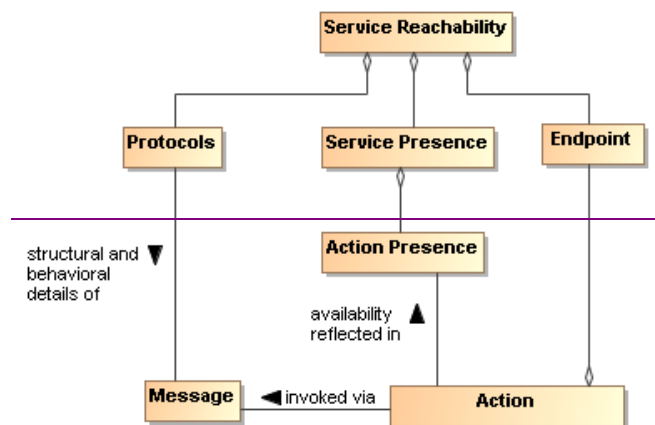 Service Reachability
Protocols
Service Presence
Endpoint
structural and
behavioral
details of
Action Presence
availability
reflected in
Message
invoked via
Action